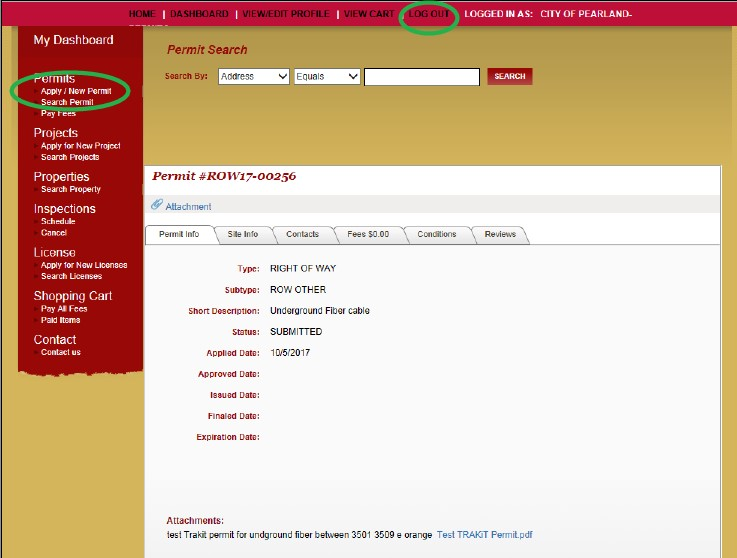 HOME | DASHBOARD | VIEW/EDIT PROFILE | VIEW CART | LOG OUT LOGGED IN AS: CITY OF PEARLAND-
My Dashboard
Permits
Apply / New Permit
Search Permit
Pay Fees
Projects
Apply for New Project
Search Projects
Properties
Search Property
Inspections
Schedule
Cancel
License
Apply for New Licenses
Search Licenses
Shopping Cart
Pay All Fees
Paid Items
Contact
Contact us
Permit Search
Search By: Address Equals SEARCH
Permit #ROW17-00256
Attachment
Permit Info Site Info Contacts Fees $0.00 Conditions Reviews
Type: RIGHT OF WAY
Subtype: ROW OTHER
Short Description: Underground Fiber cable
Status: SUBMITTED
Applied Date: 10/5/2017
Approved Date:
Issued Date:
Finaled Date:
Expiration Date:
Attachments:
test Trakit permit for undground fiber between 3501 3509 e orange Test TRAKiT Permit.pdf